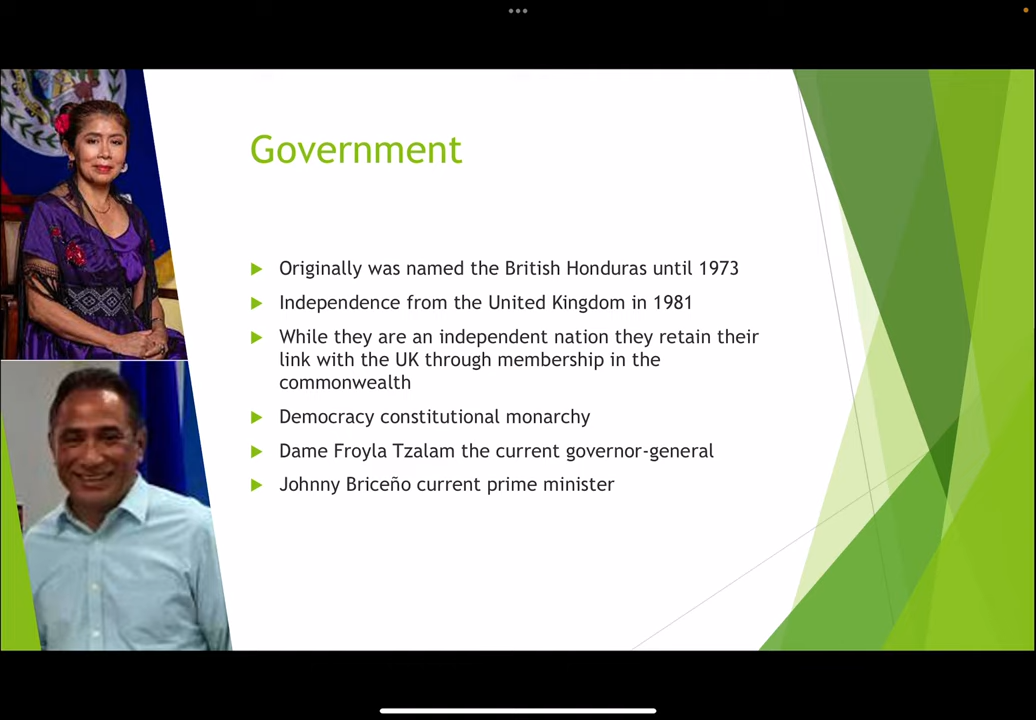 Government
Originally was named the British Honduras until 1973
Independence from the United Kingdom in 1981
While they are an independent nation they retain their
link with the UK through membership in the
commonwealth
Democracy constitutional monarchy
Dame Froyla Tzalam the current governor-general
Johnny Briceño current prime minister